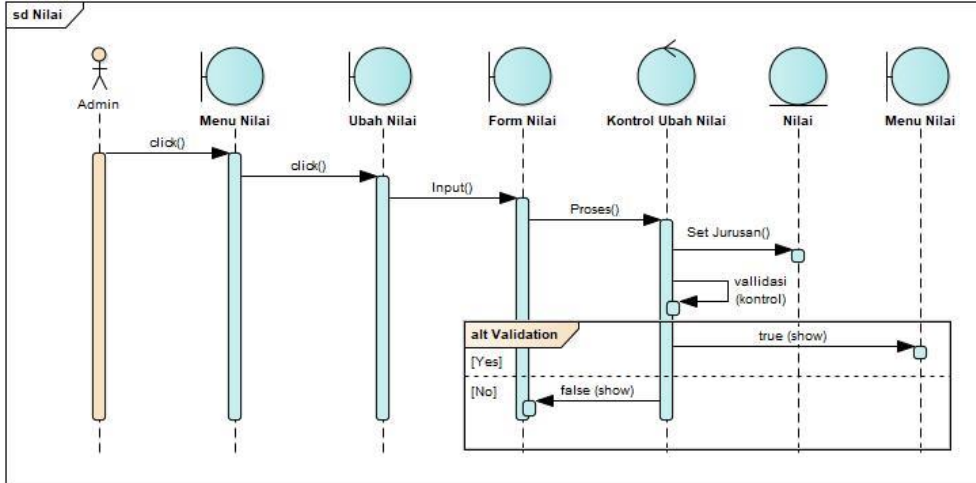 sd Nilai
Admin
Menu Nilai
Ubah Nilai
Form Nilai
Kontrol Ubah Nilai
Nilai
Menu Nilai
click()
click()
Input()
Proses()
Set Jurusan()
vallidasi
(kontrol)
alt Validation
true (show)
[Yes]
[No]
false (show)